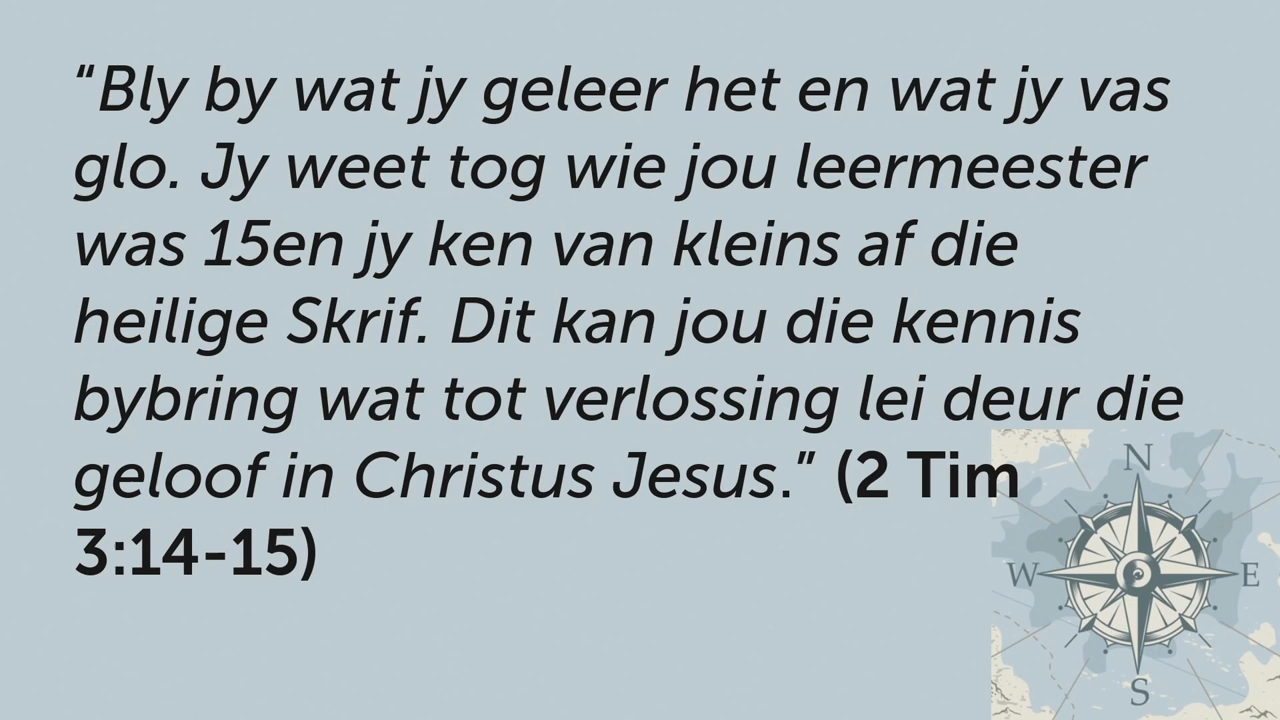 “Bly by wat jy geleer het en wat jy vas
glo. Jy weet tog wie jou leermeester
was 15en jy ken van kleins af die
heilige Skrif. Dit kan jou die kennis
bybring wat tot verlossing lei deur die
geloof in Christus Jesus.” (2 Tim
3:14-15)
N
W E
S